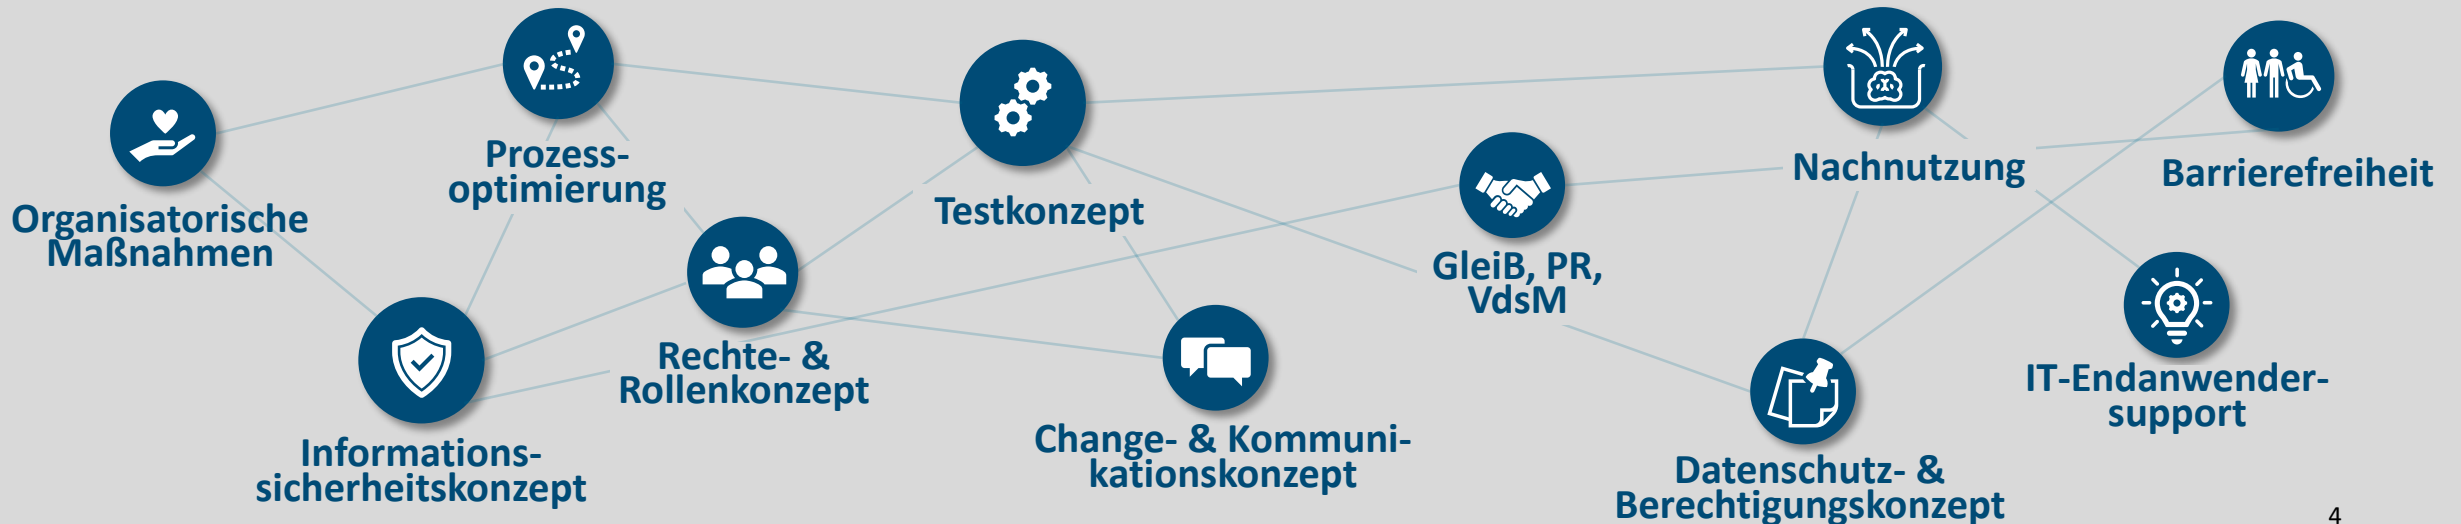 Organisatorische
Maßnahmen
Prozess-
optimierung
Informations-
sicherheitskonzept
Rechte- &
Rollenkonzept
Testkonzept
Change- & Kommuni-
kationskonzept
GleiB, PR,
VdsM
Nachnutzung
Datenschutz- &
Berechtigungskonzept
Barrierefreiheit
IT-Endanwender-
support
4